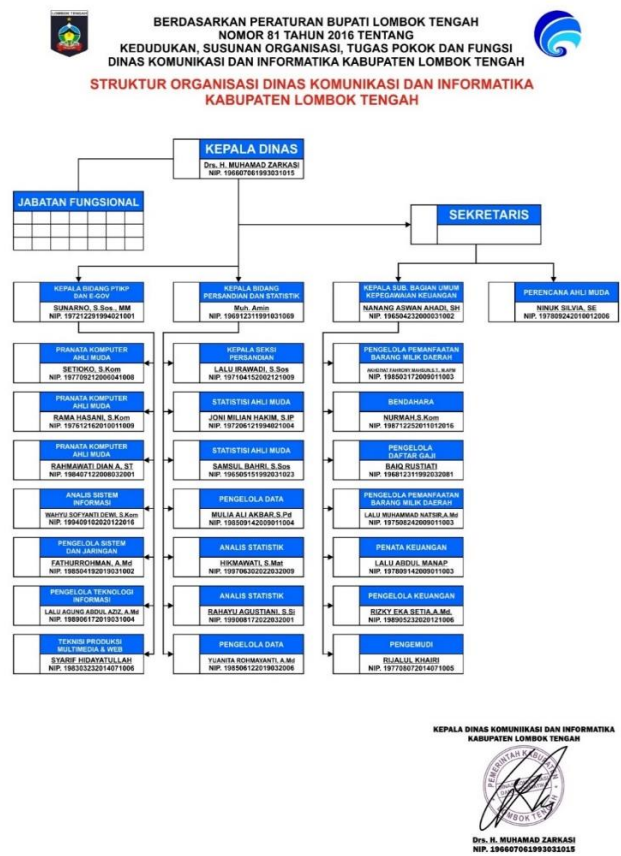 LOMBOK TENGAH
BERDASARKAN PERATURAN BUPATI LOMBOK TENGAH
NOMOR 81 TAHUN 2016 TENTANG
KEDUDUKAN, SUSUNAN ORGANISASI, TUGAS POKOK DAN FUNGSI
DINAS KOMUNIKASI DAN INFORMATIKA KABUPATEN LOMBOK TENGAH
STRUKTUR ORGANISASI DINAS KOMUNIKASI DAN INFORMATIKA
KABUPATEN LOMBOK TENGAH
KEPALA DINAS
Drs. H. MUHAMAD ZARKASI
NIP. 196607061993031015
JABATAN FUNGSIONAL
SEKRETARIS
KEPALA BIDANG PTIKP
DAN E-GOV
SUNARNO, S.Sos., MM
NIP. 197212291994021001
KEPALA BIDANG
PERSANDIAN DAN STATISTIK
Muh. Amin
NIP. 196912311991031069
KEPALA SUB. BAGIAN UMUM
KEPEGAWAIAN KEUANGAN
NANANG ASWAN AHADI, SH
NIP. 196504232000031002
PERENCANA AHLI MUDA
NINUK SILVIA, SE
NIP. 197809242010012006
PRANATA KOMPUTER
AHLI MUDA
SETIOKO, S.Kom
NIP. 197709212006041008
KEPALA SEKSI
PERSANDIAN
LALU IRAWADI, S.Sos
NIP. 197104152002121009
PENGELOLA PEMANFAATAN
BARANG MILIK DAERAH
NIP. 198503172009011003
PRANATA KOMPUTER
AHLI MUDA
RAMA HASANI, S.Kom
NIP. 197612162010011009
STATISTISI AHLI MUDA
JONI MILIAN HAKIM, S.IP
NIP. 197206121994021004
BENDAHARA
NURMAH,S.Kom
NIP. 198712252011012016
PRANATA KOMPUTER
AHLI MUDA
RAHMAWATI DIAN A, ST
NIP. 198407122008032001
STATISTISI AHLI MUDA
SAMSUL BAHRI, S.Sos
NIP. 196505151992031023
PENGELOLA
DAFTAR GAJI
BAIQ RUSTIATI
NIP. 196812311992032081
ANALIS SISTEM
INFORMASI
WAHYU SOFYANTI DEWI, S.Kom
NIP. 199409102020122016
PENGELOLA DATA
MULIA ALI AKBAR,S.Pd
NIP. 198509142009011004
PENGELOLA PEMANFAATAN
BARANG MILIK DAERAH
LALU MUHAMMAD NATSIR,A.Md
NIP. 197508242009011003
PENGELOLA SISTEM
DAN JARINGAN
FATHURROHMAN, A.Md
NIP. 198504192019031002
ANALIS STATISTIK
HIKMAWATI, S.Mat
NIP. 199706302022032009
PENATA KEUANGAN
LALU ABDUL MANAP
NIP. 197809142009011003
PENGELOLA TEKNOLOGI
INFORMASI
LALU AGUNG ABDUL AZIZ, A.Md
NIP. 198906172019031004
ANALIS STATISTIK
RAHAYU AGUSTIANI, S.Si
NIP. 199008172022032001
PENGELOLA KEUANGAN
RIZKY EKA SETIA,A.Md.
NIP. 198905232020121006
TEKNISI PRODUKSI
MULTIMEDIA & WEB
SYARIF HIDAYATULLAH
NIP. 198303232014071006
PENGELOLA DATA
YUANITA ROHMAYANTI, A.Md
NIP. 198506122019032006
PENGEMUDI
RIJALUL KHAIRI
NIP. 197708072014071005
KEPALA DINAS KOMUNIIKASI DAN INFORMATIKA
KABUPATEN LOMBOK TENGAH
PEMERINTAH KABUPATEN
LOMBOK TENGAH
Drs. H. MUHAMAD ZARKASI
NIP. 196607061993031015